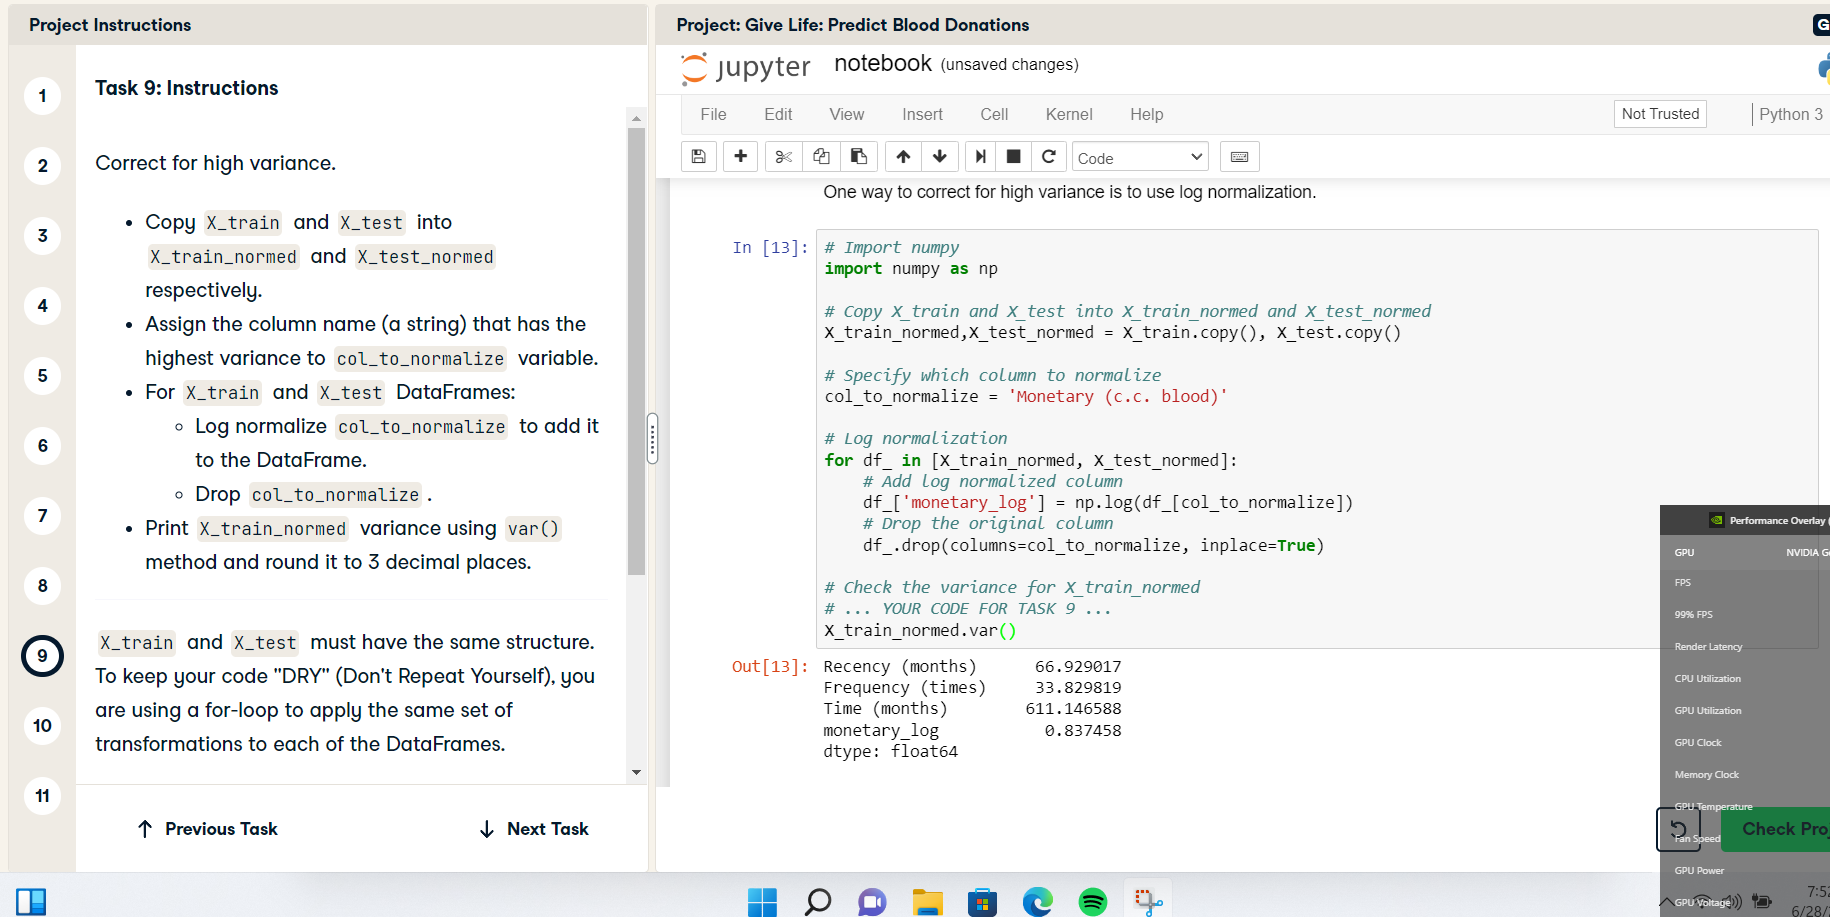 Project Instructions
1
2
3
4
5
6
7
8
9
10
11
Task 9: Instructions
Correct for high variance.
• Copy X_train and X_test into
X_train_normed and X_test_normed
respectively.
• Assign the column name (a string) that has the
highest variance to col_to_normalize variable.
• For X_train and X_test DataFrames:
◦ Log normalize col_to_normalize to add it
to the DataFrame.
◦ Drop col_to_normalize .
• Print X_train_normed variance using var()
method and round it to 3 decimal places.
X_train and X_test must have the same structure.
To keep your code "DRY" (Don't Repeat Yourself), you
are using a for-loop to apply the same set of
transformations to each of the DataFrames.
Previous Task
Next Task
Project: Give Life: Predict Blood Donations
G
jupyter notebook (unsaved changes)
File Edit View Insert Cell Kernel Help
Not Trusted
Python 3
Code
One way to correct for high variance is to use log normalization.
In [13]:
# Import numpy
import numpy as np
# Copy X_train and X_test into X_train_normed and X_test_normed
X_train_normed,X_test_normed = X_train.copy(), X_test.copy()
# Specify which column to normalize
col_to_normalize = 'Monetary (c.c. blood)'
# Log normalization
for df_ in [X_train_normed, X_test_normed]:
    # Add log normalized column
    df_['monetary_log'] = np.log(df_[col_to_normalize])
    # Drop the original column
    df_.drop(columns=col_to_normalize, inplace=True)
# Check the variance for X_train_normed
# ... YOUR CODE FOR TASK 9 ...
X_train_normed.var()
Out[13]:
Recency (months) 66.929017
Frequency (times) 33.829819
Time (months) 611.146588
monetary_log 0.837458
dtype: float64
Performance Overlay (
GPU NVIDIA G
FPS
99% FPS
Render Latency
CPU Utilization
GPU Utilization
GPU Clock
Memory Clock
GPU Temperature
Fan Speed
GPU Power
GPU Voltage
Check Pro
7:52
6/28/